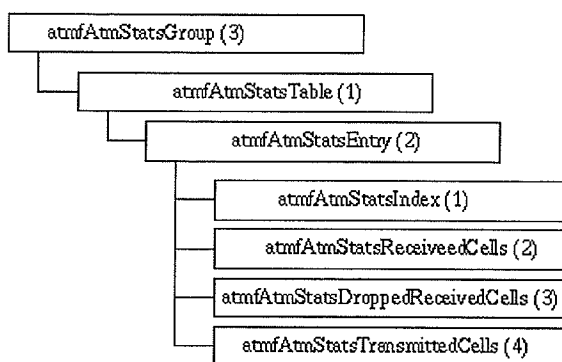 atmfAtmStatsGroup (3)
atmfAtmStatsTable (1)
atmfAtmStatsEntry (2)
atmfAtmStatsIndex (1)
atmfAtmStatsReceiveedCells (2)
atmfAtmStatsDroppedReceivedCells (3)
atmfAtmStatsTransmittedCells (4)